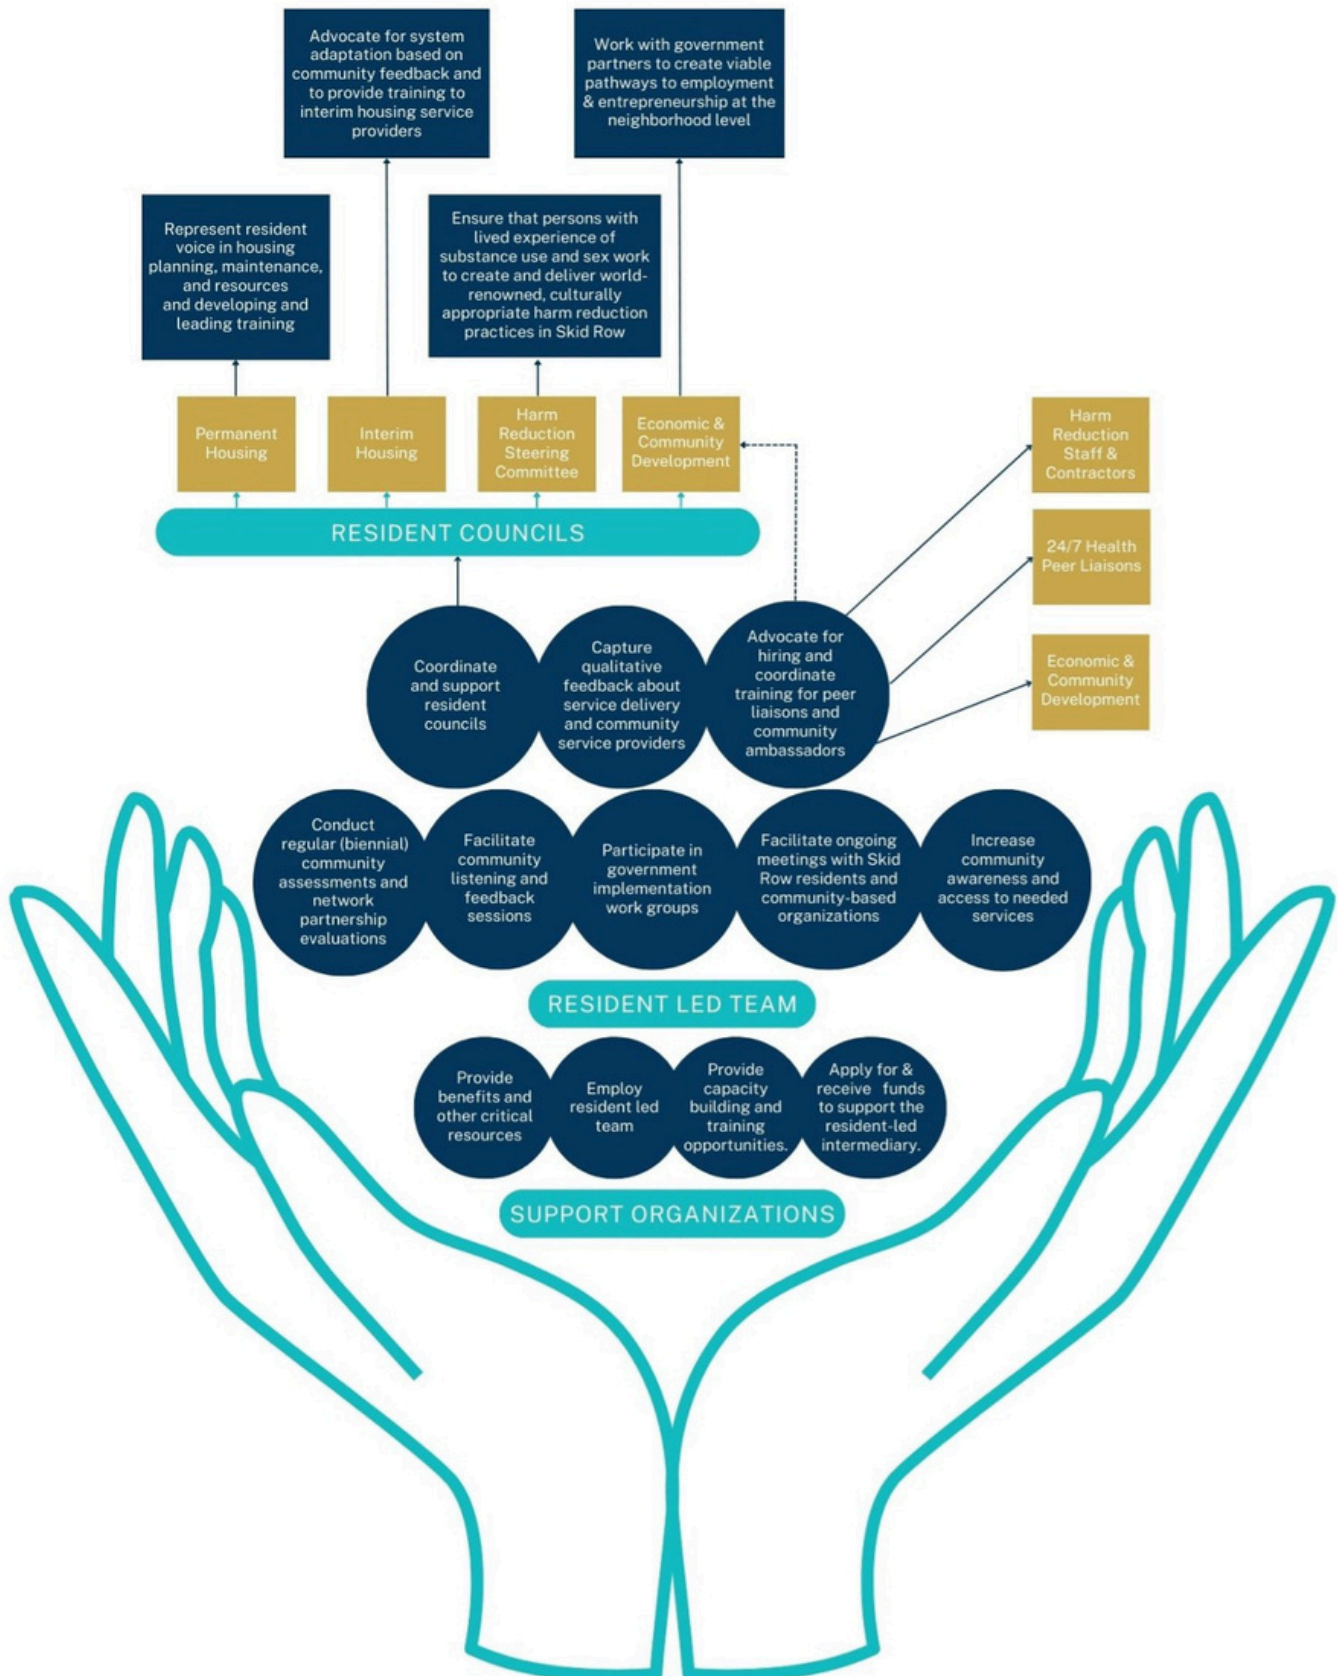 Advocate for system
adaptation based on
community feedback and
to provide training to
interim housing service
providers
Work with government
partners to create viable
pathways to employment
& entrepreneurship at the
neighborhood level
Represent resident
voice in housing
planning, maintenance,
and resources
and developing and
leading training
Ensure that persons with
lived experience of
substance use and sex work
to create and deliver world-
renowned, culturally
appropriate harm reduction
practices in Skid Row
Permanent
Housing
Interim
Housing
Harm
Reduction
Steering
Committee
Economic &
Community
Development
Harm
Reduction
Staff &
Contractors
24/7 Health
Peer Liaisons
Economic &
Community
Development
RESIDENT COUNCILS
Coordinate
and support
resident
councils
Capture
qualitative
feedback about
service delivery
and community
service providers
Advocate for
hiring and
coordinate
training for peer
liaisons and
community
ambassadors
Conduct
regular (biennial)
community
assessments and
network
partnership
evaluations
Facilitate
community
listening and
feedback
sessions
Participate in
government
implementation
work groups
Facilitate ongoing
meetings with Skid
Row residents and
community-based
organizations
Increase
community
awareness and
access to needed
services
RESIDENT LED TEAM
Provide
benefits and
other critical
resources
Employ
resident led
team
Provide
capacity
building and
training
opportunities.
Apply for &
receive funds
to support the
resident-led
intermediary.
SUPPORT ORGANIZATIONS